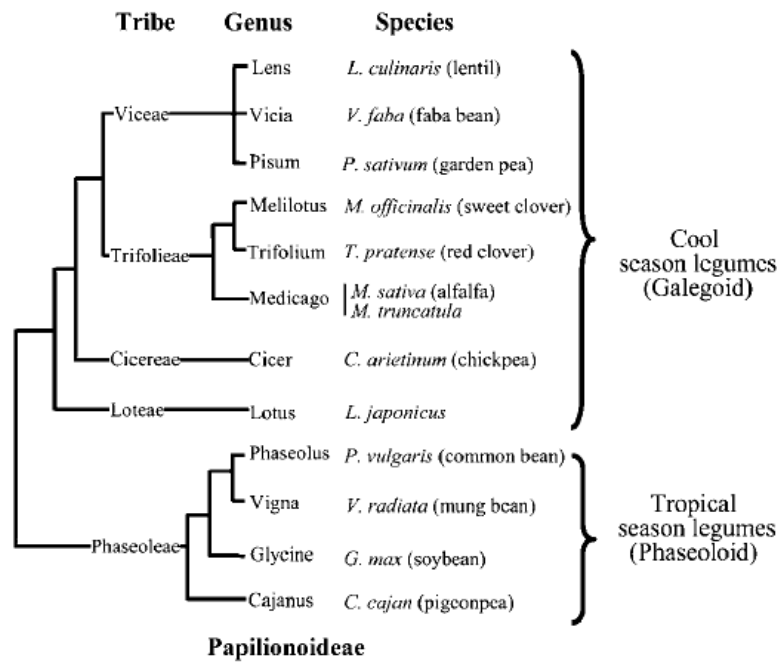 Tribe Genus Species
Lens L. culinaris (lentil)
Viceae Vicia V. faba (faba bean)
Pisum P. sativum (garden pea)
Melilotus M. officinalis (sweet clover)
Trifolieae Trifolium T. pratense (red clover)
Medicago M. sativa (alfalfa)
M. truncatula
Cicereae Cicer C. arietinum (chickpea)
Loteae Lotus L. japonicus
Cool
season legumes
(Galegoid)
Phaseolus P. vulgaris (common bean)
Vigna V. radiata (mung bean)
Phaseoleae Glycine G. max (soybean)
Cajanus C. cajan (pigeonpea)
Tropical
season legumes
(Phaseoloid)
Papilionoideae